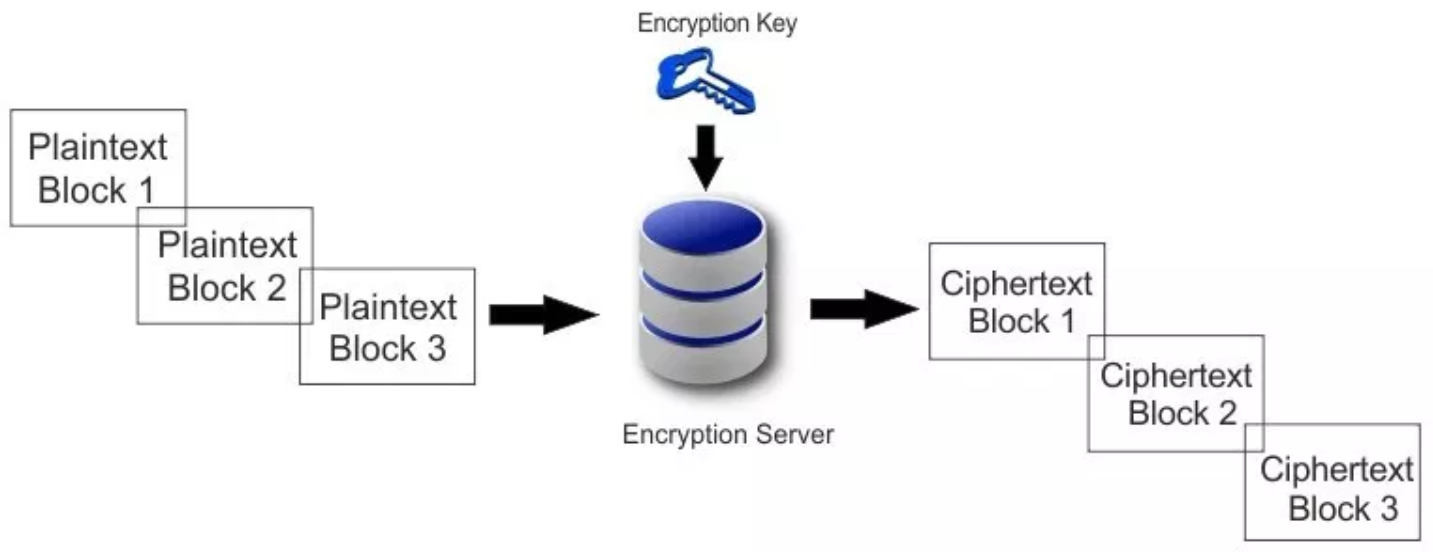 Encryption Key
Plaintext
Block 1
Plaintext
Block 2
Plaintext
Block 3
Encryption Server
Ciphertext
Block 1
Ciphertext
Block 2
Ciphertext
Block 3